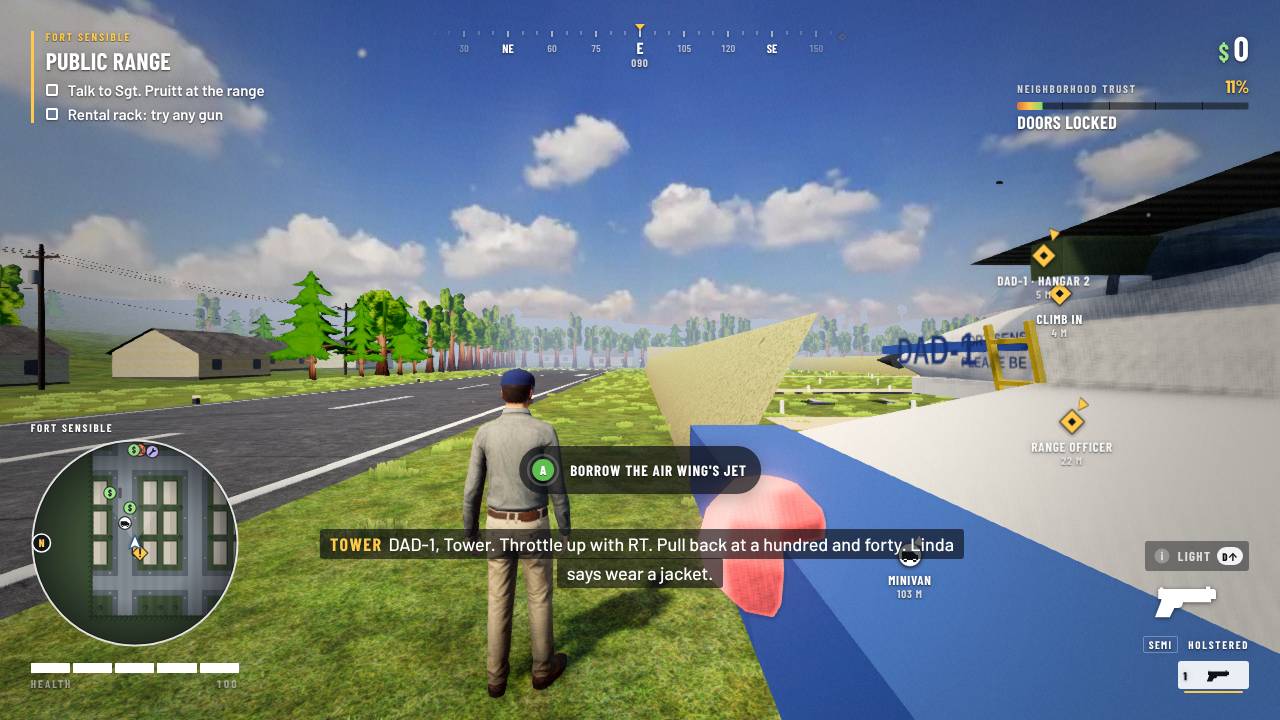 FORT SENSIBLE
PUBLIC RANGE
Talk to Sgt. Pruitt at the range
Rental rack: try any gun
30 NE 60 75 E 105 120 SE 150
090
$0
NEIGHBORHOOD TRUST 11%
DOORS LOCKED
DAD-1 · HANGAR 2
CLIMB IN
4 M
DAD-1
RANGE OFFICER
22 M
A BORROW THE AIR WING'S JET
TOWER DAD-1, Tower. Throttle up with RT. Pull back at a hundred and forty. Linda
says wear a jacket.
MINIVAN
103 M
FORT SENSIBLE
N
HEALTH 100
LIGHT D↑
SEMI HOLSTERED
1